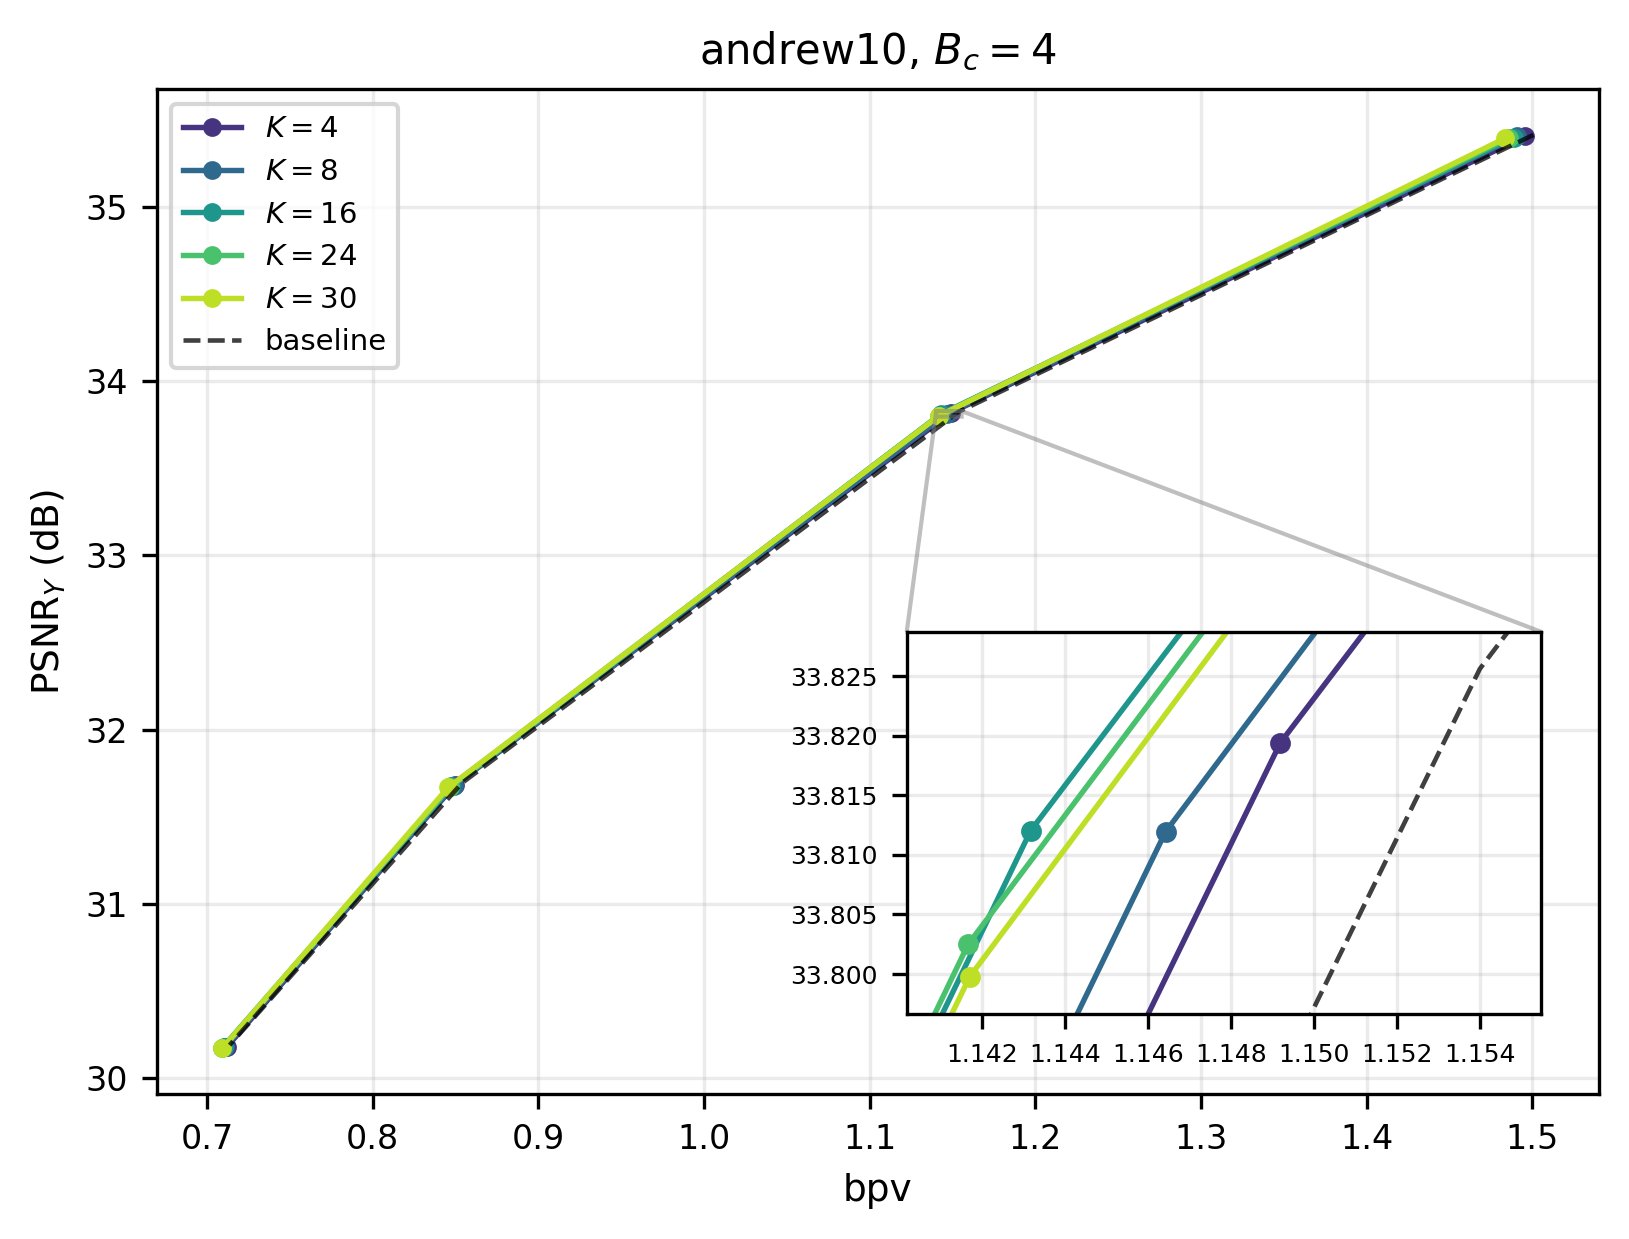 andrew10, B_c = 4
K = 4
K = 8
K = 16
K = 24
K = 30
baseline
PSNR_Y (dB)
35
34
33
32
31
30
33.825
33.820
33.815
33.810
33.805
33.800
1.142 1.144 1.146 1.148 1.150 1.152 1.154
0.7 0.8 0.9 1.0 1.1 1.2 1.3 1.4 1.5
bpv